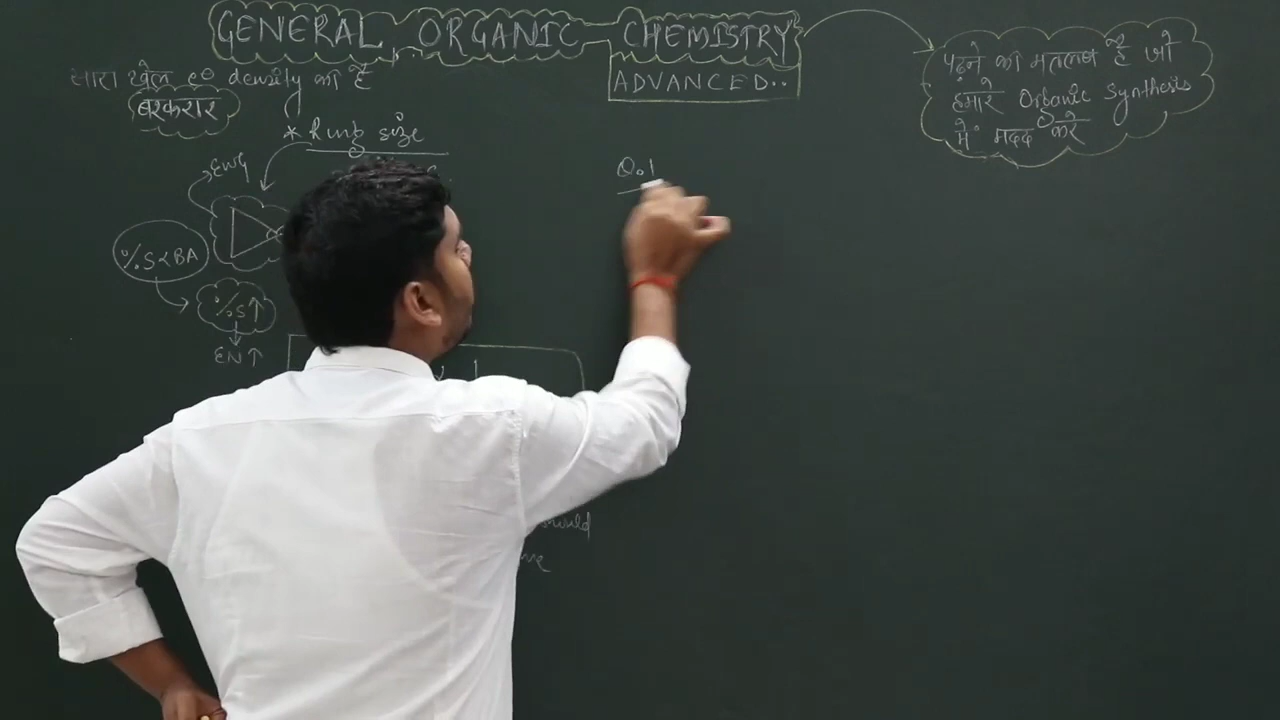 GENERAL ORGANIC CHEMISTRY
ADVANCED..
सारा खेल e⊖ density का है
बरकरार
* Ring size
EWG
%S∝BA
%S↑
EN↑
Q.1
पढ़ने का मतलब है जो
हमारे Organic Synthesis
में मदद करे